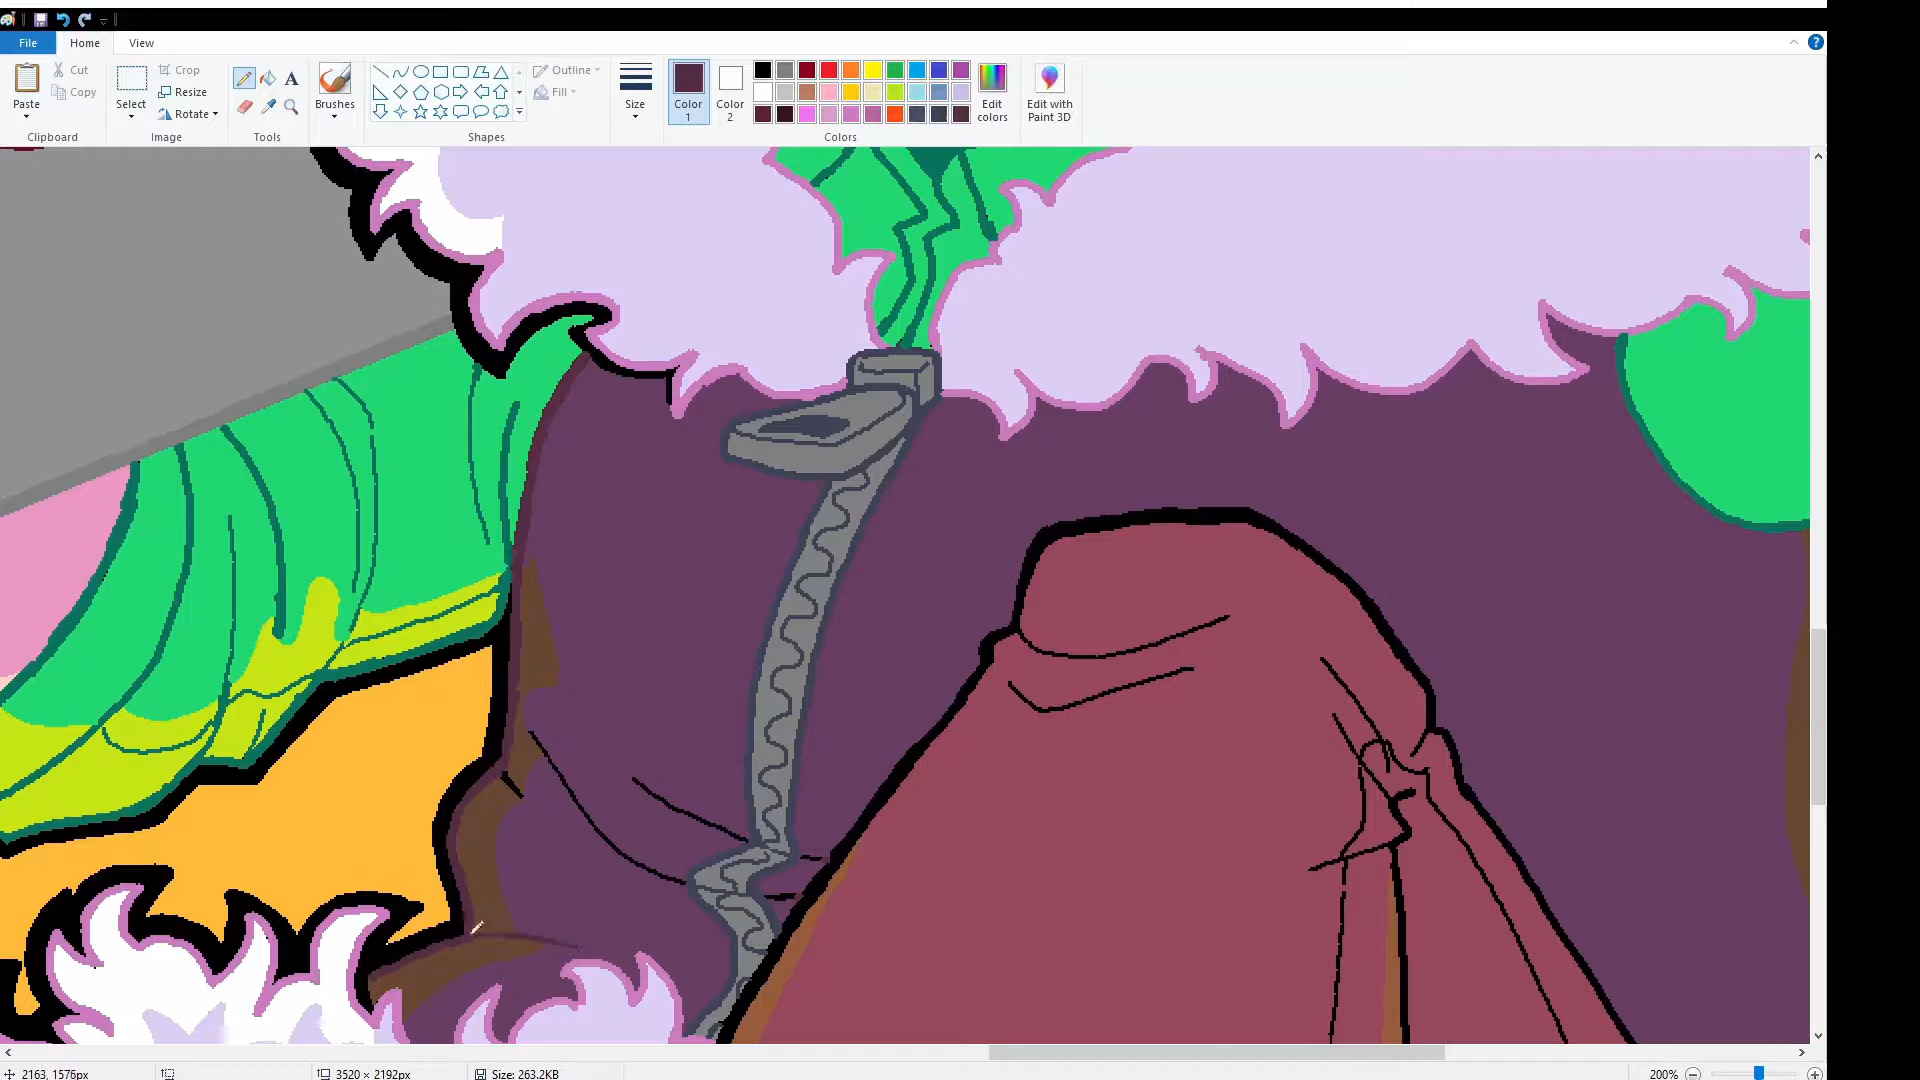 File Home View
Paste Cut Copy Clipboard
Select Crop Resize Rotate Image
A Tools
Brushes
Shapes Outline Fill
Size
Color 1 Color 2 Edit colors Colors
Edit with Paint 3D
2163, 1576px 3520 × 2192px Size: 263.2KB 200%